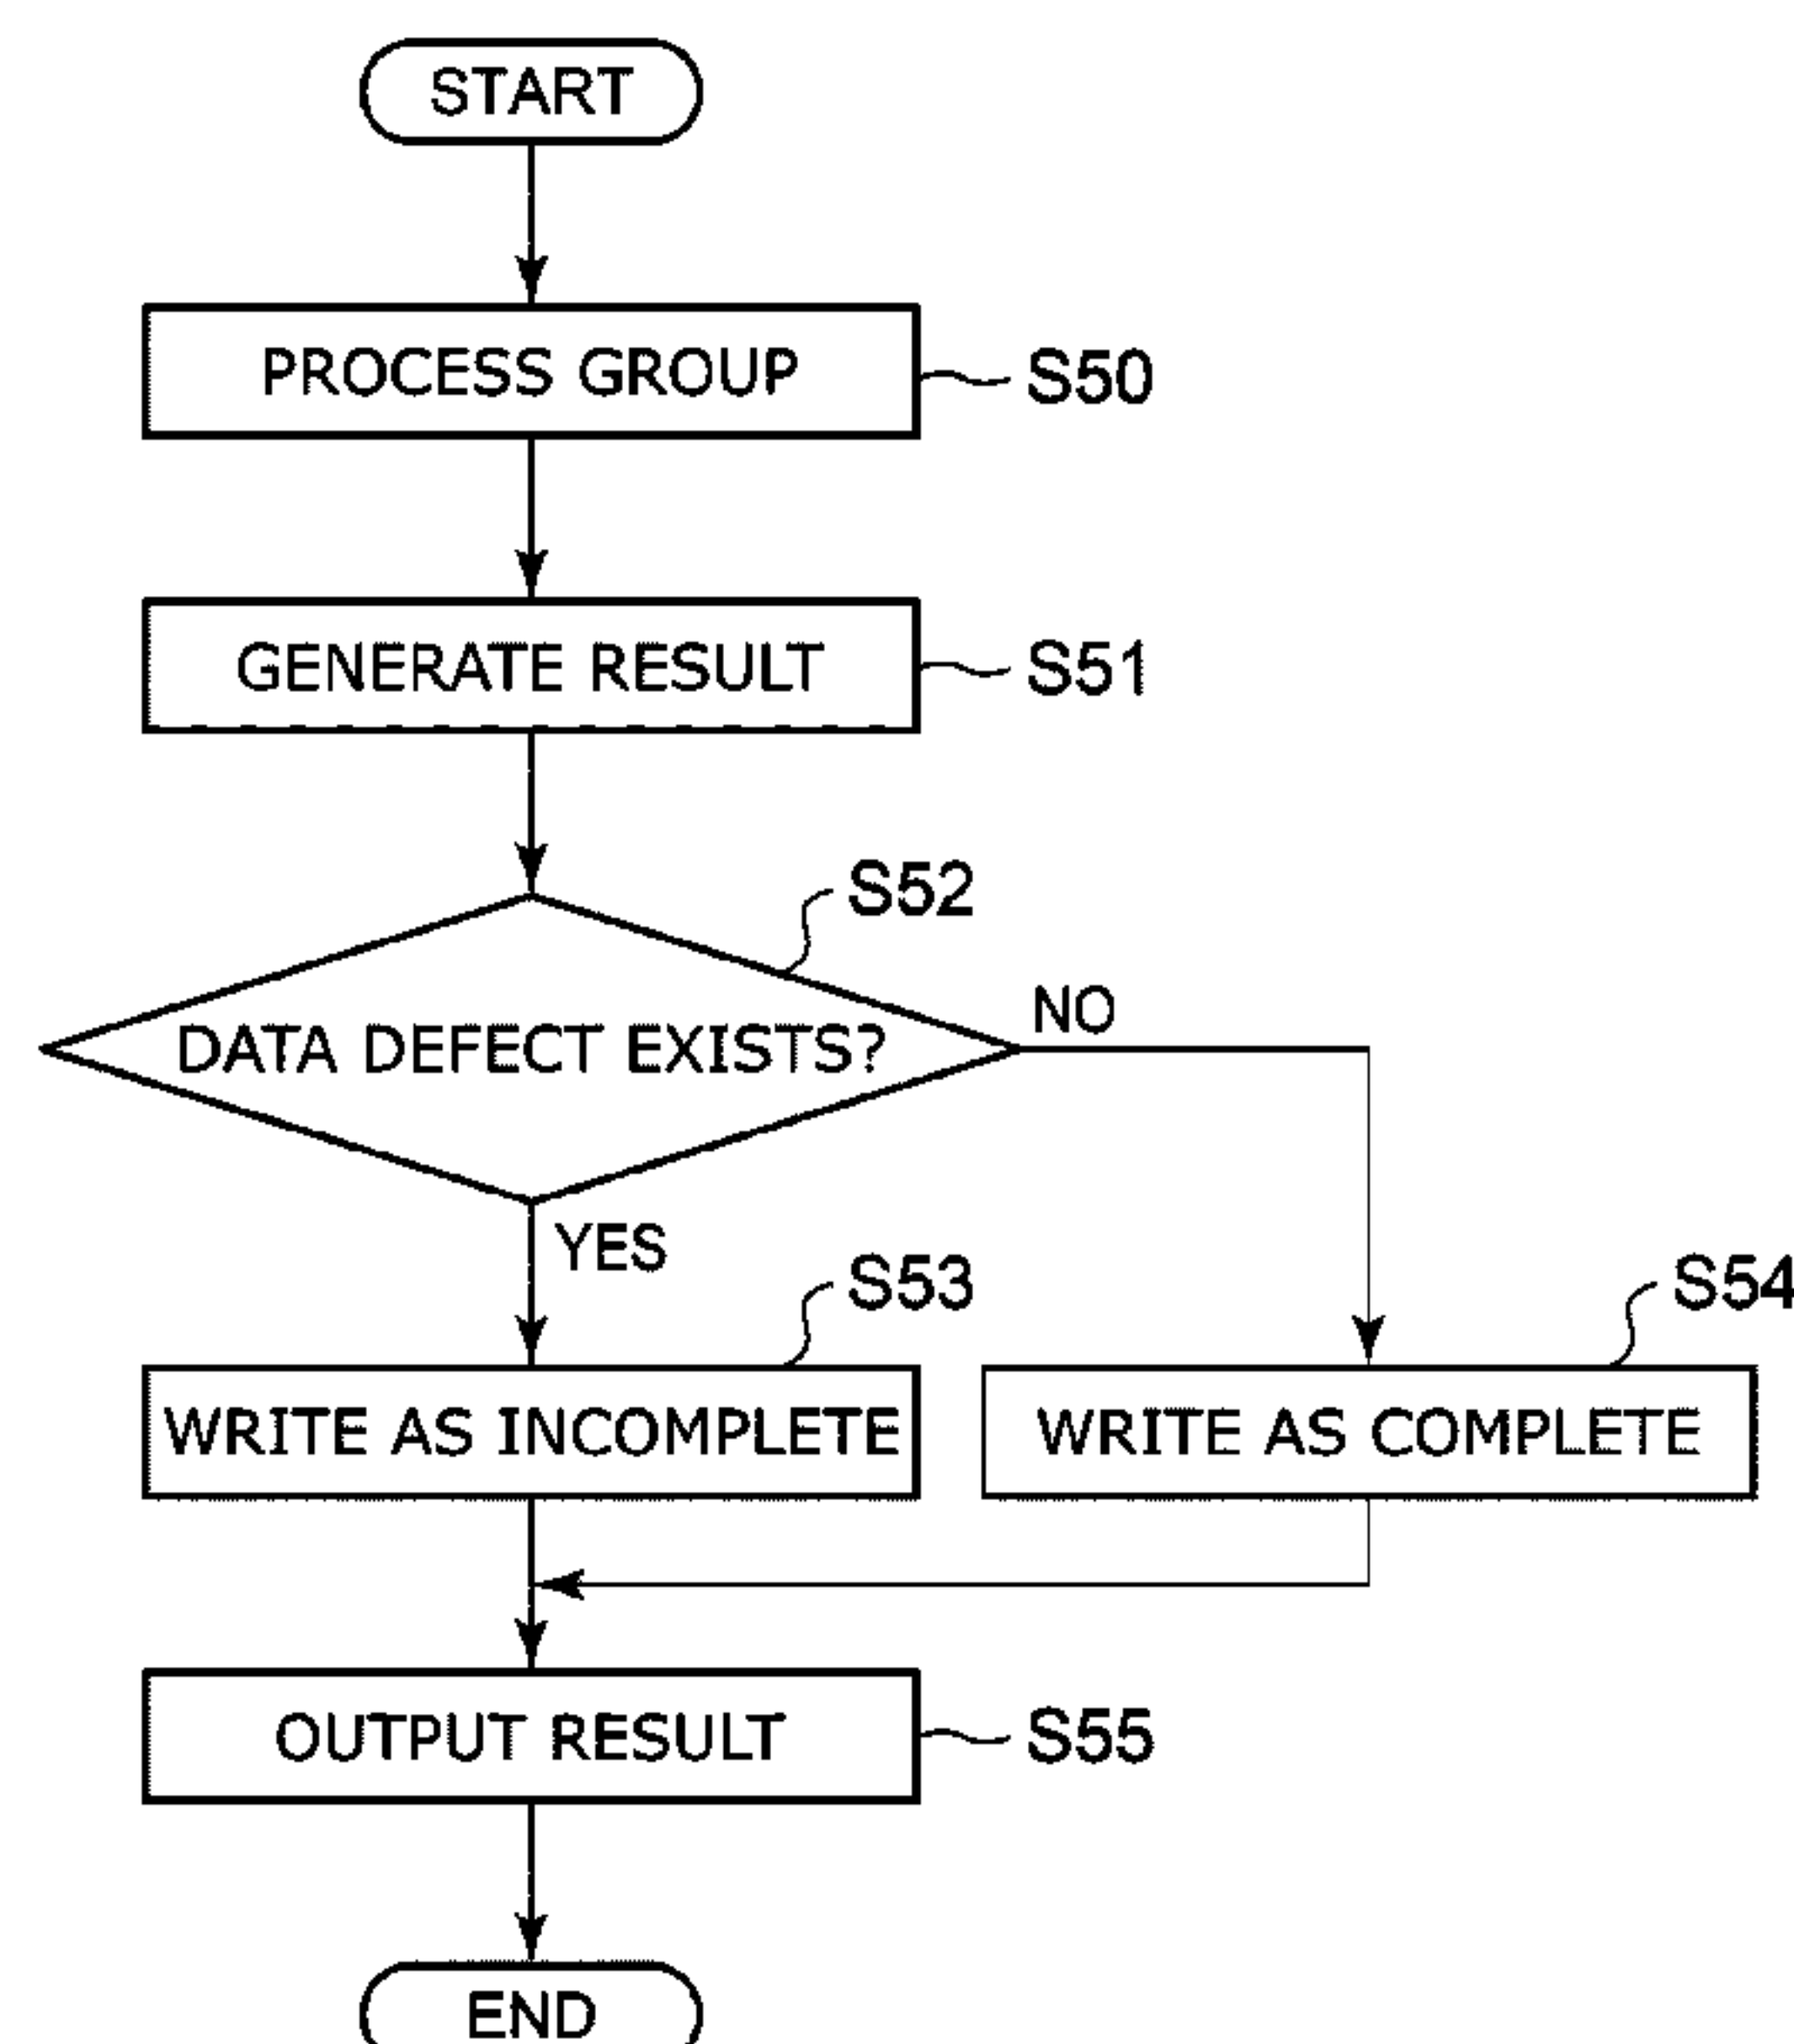 START
PROCESS GROUP
S50
GENERATE RESULT
S51
S52
DATA DEFECT EXISTS?
NO
YES
S53
S54
WRITE AS INCOMPLETE
WRITE AS COMPLETE
OUTPUT RESULT
S55
END